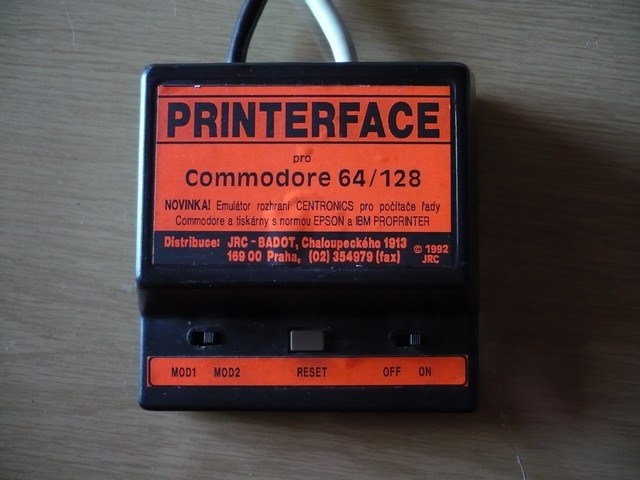 PRINTERFACE
pro
Commodore 64/128
NOVINKA! Emulátor rozhraní CENTRONICS pro počítače řady
Commodore a tiskárny s normou EPSON a IBM PROPRINTER
Distribuce: JRC-BADOT, Chaloupeckého 1913
169 00 Praha, (02) 354979 (fax)
© 1992
JRC
MOD1 MOD2 RESET OFF ON